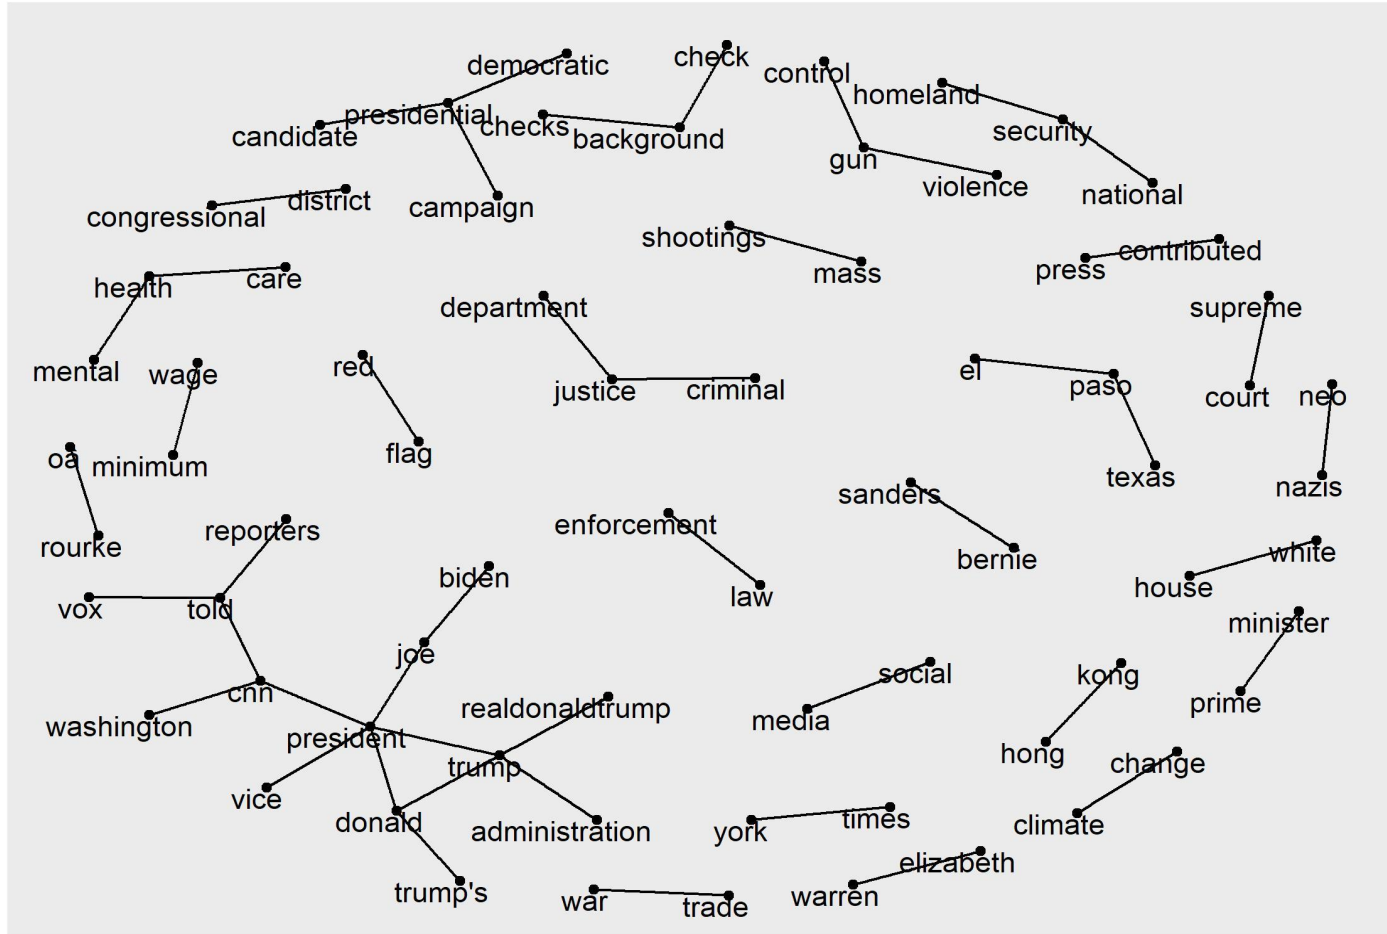 democratic
check
control
homeland
presidential
checks
background
candidate
security
gun
violence
national
congressional
district
campaign
shootings
mass
press
contributed
health
care
department
supreme
mental
wage
red
justice
criminal
el
paso
court
neo
oa
minimum
flag
texas
nazis
sanders
rourke
reporters
enforcement
bernie
white
biden
law
house
vox
told
minister
joe
social
kong
cnn
washington
realdonaldtrump
media
prime
president
trump
hong
change
vice
donald
administration
york
times
climate
elizabeth
trump's
war
trade
warren